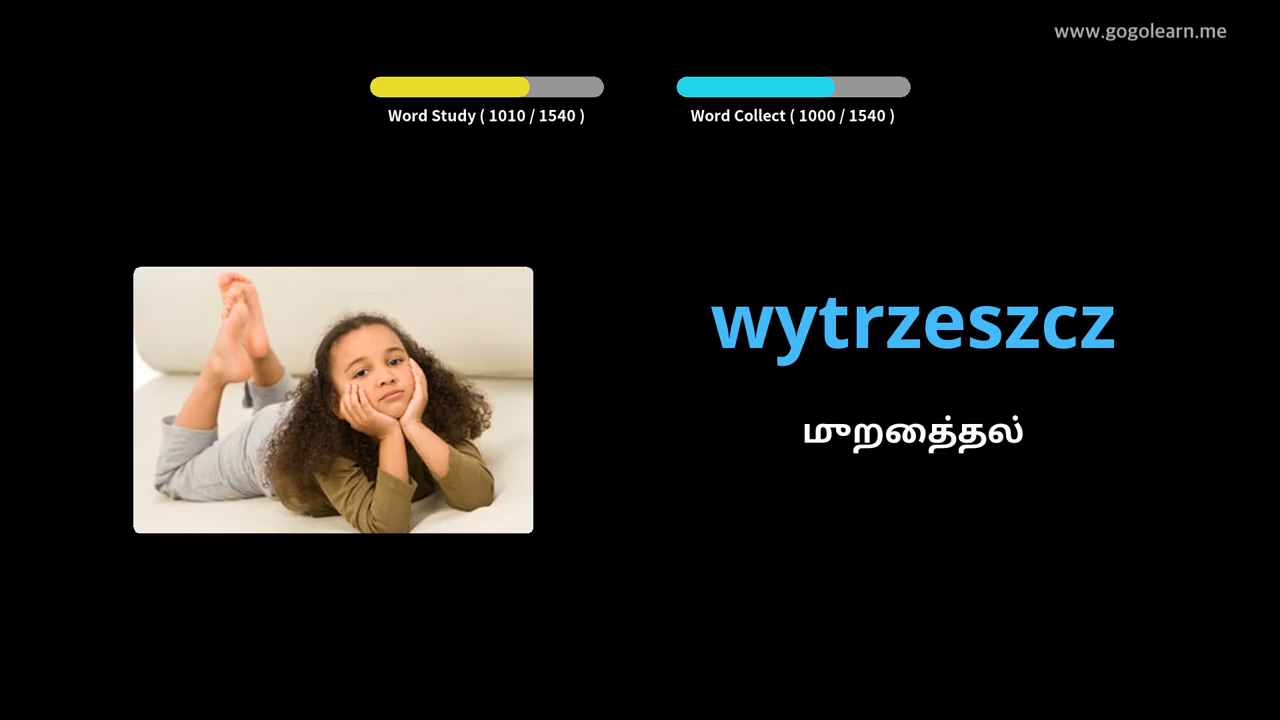 www.gogolearn.me
Word Study ( 1010 / 1540 )
Word Collect ( 1000 / 1540 )
wytrzeszcz
முறைத்தல்